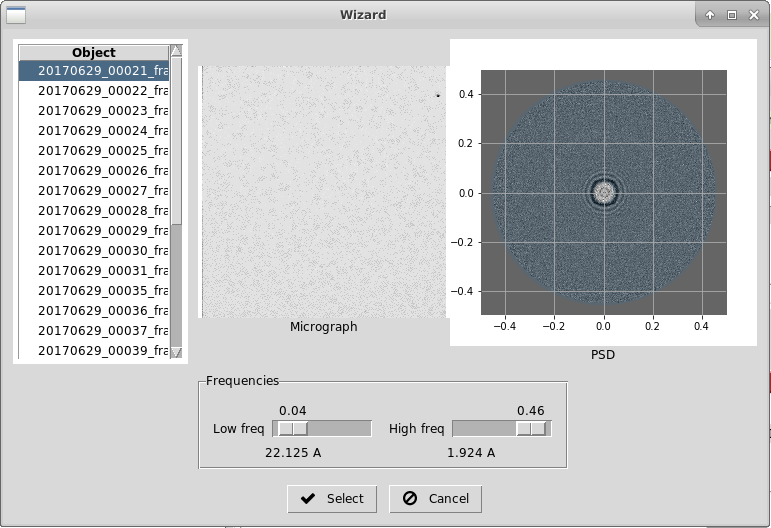 Wizard
Object
20170629_00021_fra
20170629_00022_fra
20170629_00023_fra
20170629_00024_fra
20170629_00025_fra
20170629_00026_fra
20170629_00027_fra
20170629_00028_fra
20170629_00029_fra
20170629_00030_fra
20170629_00031_fra
20170629_00035_fra
20170629_00036_fra
20170629_00037_fra
20170629_00039_fra
Micrograph
0.4
0.2
0.0
−0.2
−0.4
−0.4 −0.2 0.0 0.2 0.4
PSD
Frequencies
0.04 0.46
Low freq High freq
22.125 A 1.924 A
Select Cancel